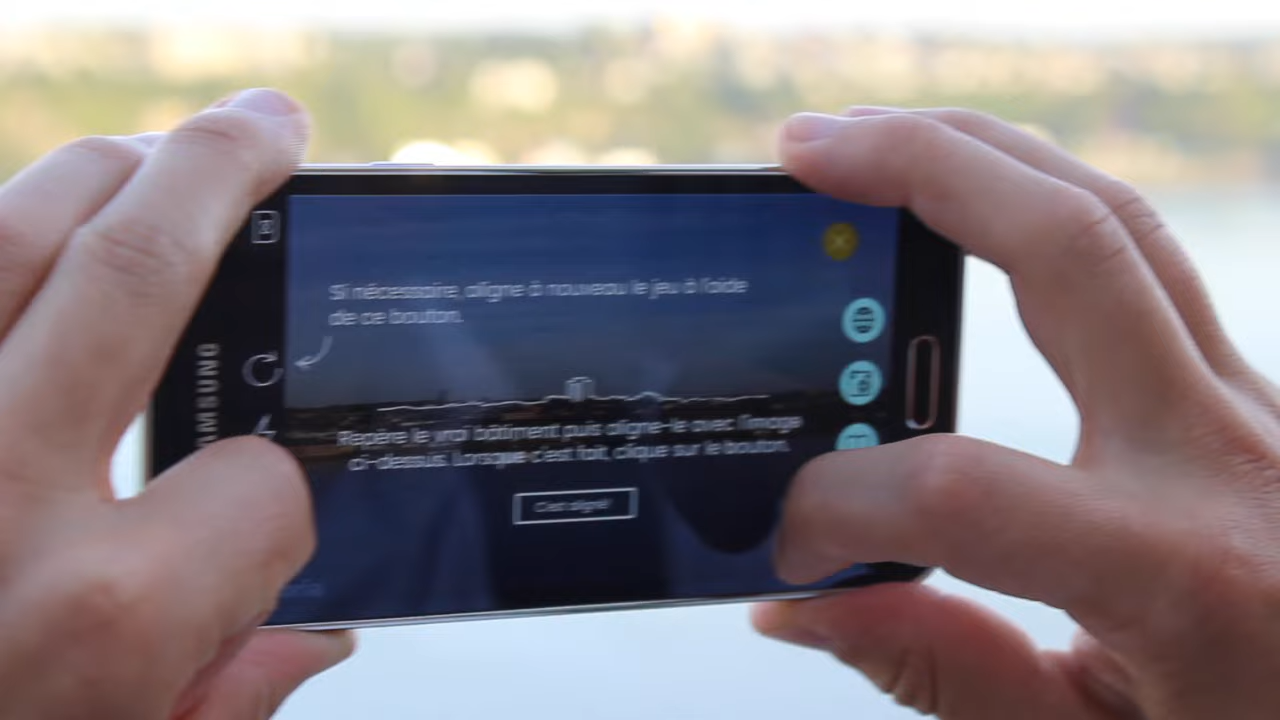 Si nécessaire, aligne à nouveau le jeu à l'aide
de ce bouton.
SAMSUNG
Repère le vrai bâtiment puis aligne-le avec l'image
ci-dessus. Lorsque c'est fait, clique sur le bouton.
C'est aligné!